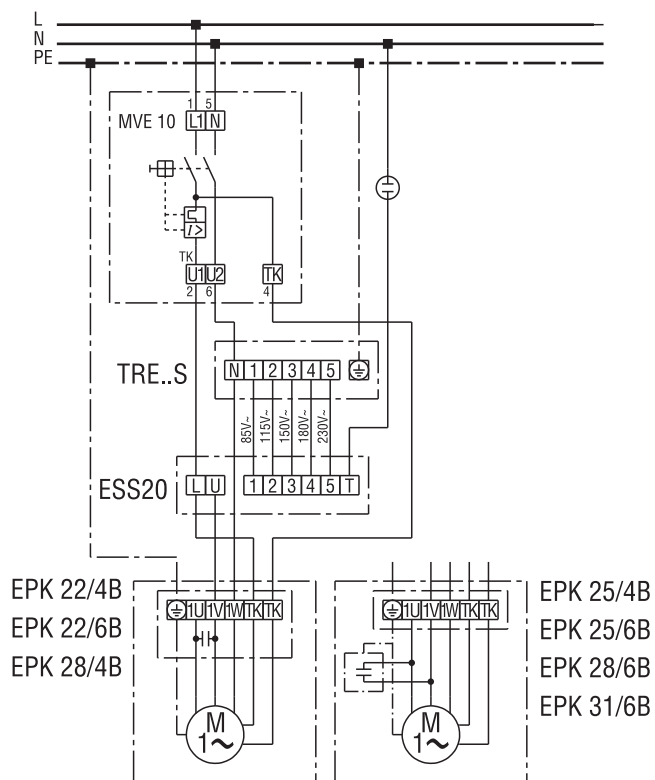 L
N
PE
1 5
MVE 10
L1 N
I>
TK
U1 U2 TK
2 6 4
TRE..S
N 1 2 3 4 5
85V~
115V~
150V~
180V~
230V~
ESS20
L U 1 2 3 4 5 T
EPK 22/4B
EPK 22/6B
EPK 28/4B
1U 1V 1W TK TK
M
1~
1U 1V 1W TK TK
M
1~
EPK 25/4B
EPK 25/6B
EPK 28/6B
EPK 31/6B